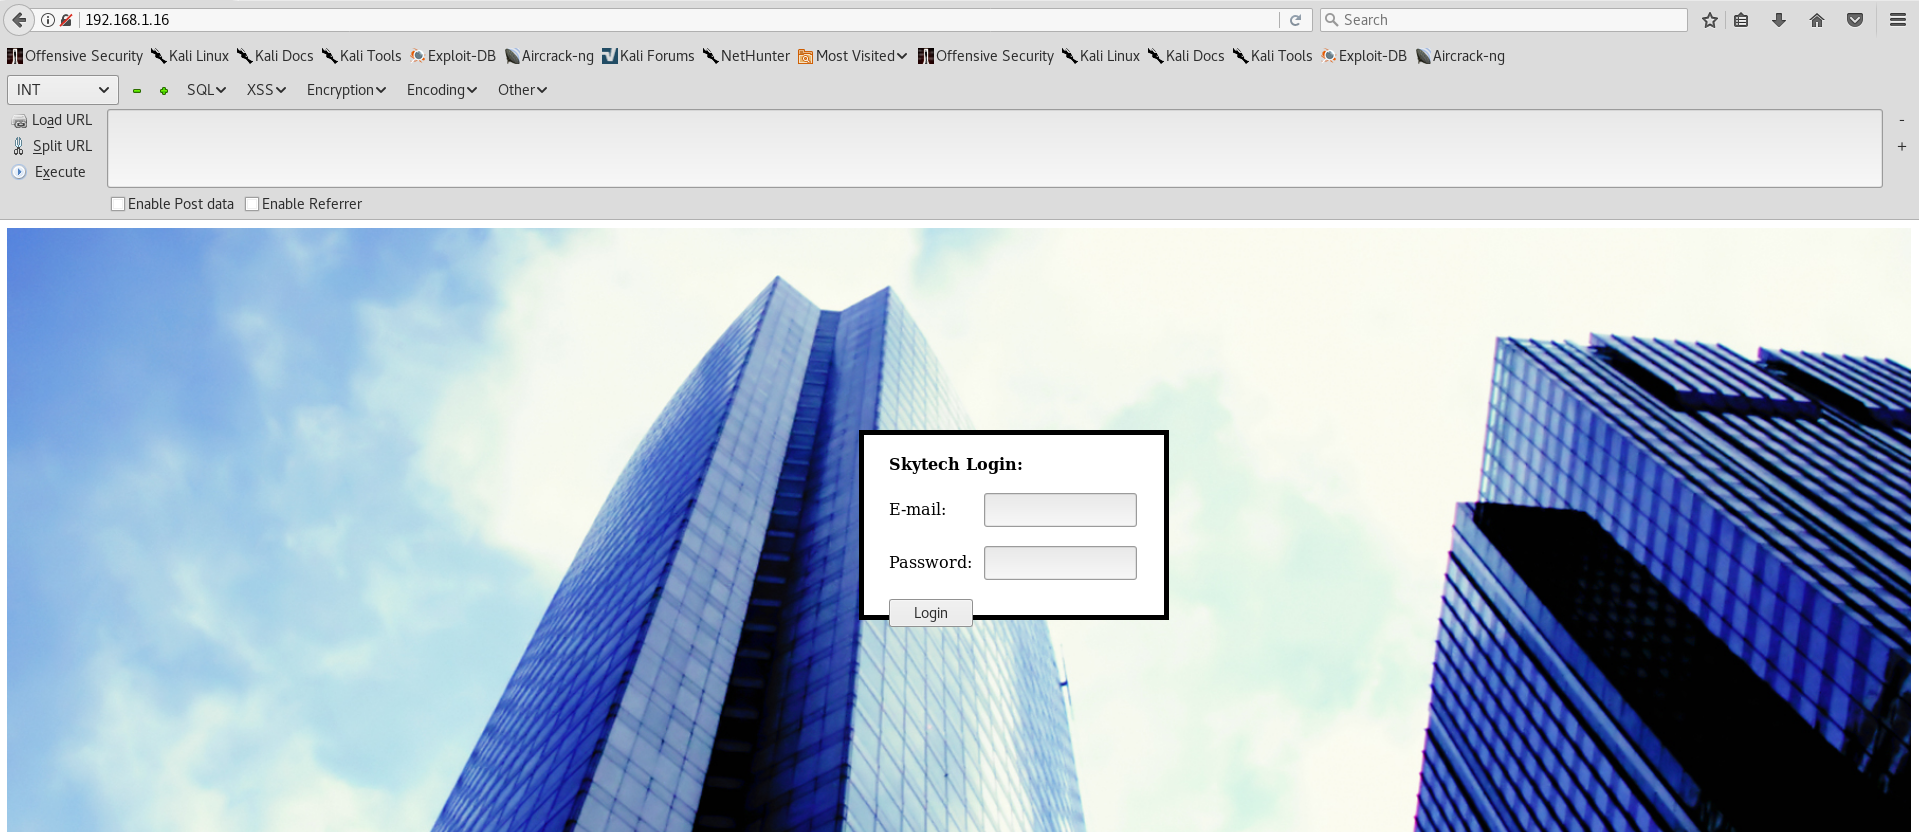 192.168.1.16 Search
Offensive Security Kali Linux Kali Docs Kali Tools Exploit-DB Aircrack-ng Kali Forums NetHunter Most Visited Offensive Security Kali Linux Kali Docs Kali Tools Exploit-DB Aircrack-ng
INT SQL XSS Encryption Encoding Other
Load URL -
Split URL +
Execute
Enable Post data Enable Referrer
Skytech Login:
E-mail:
Password:
Login